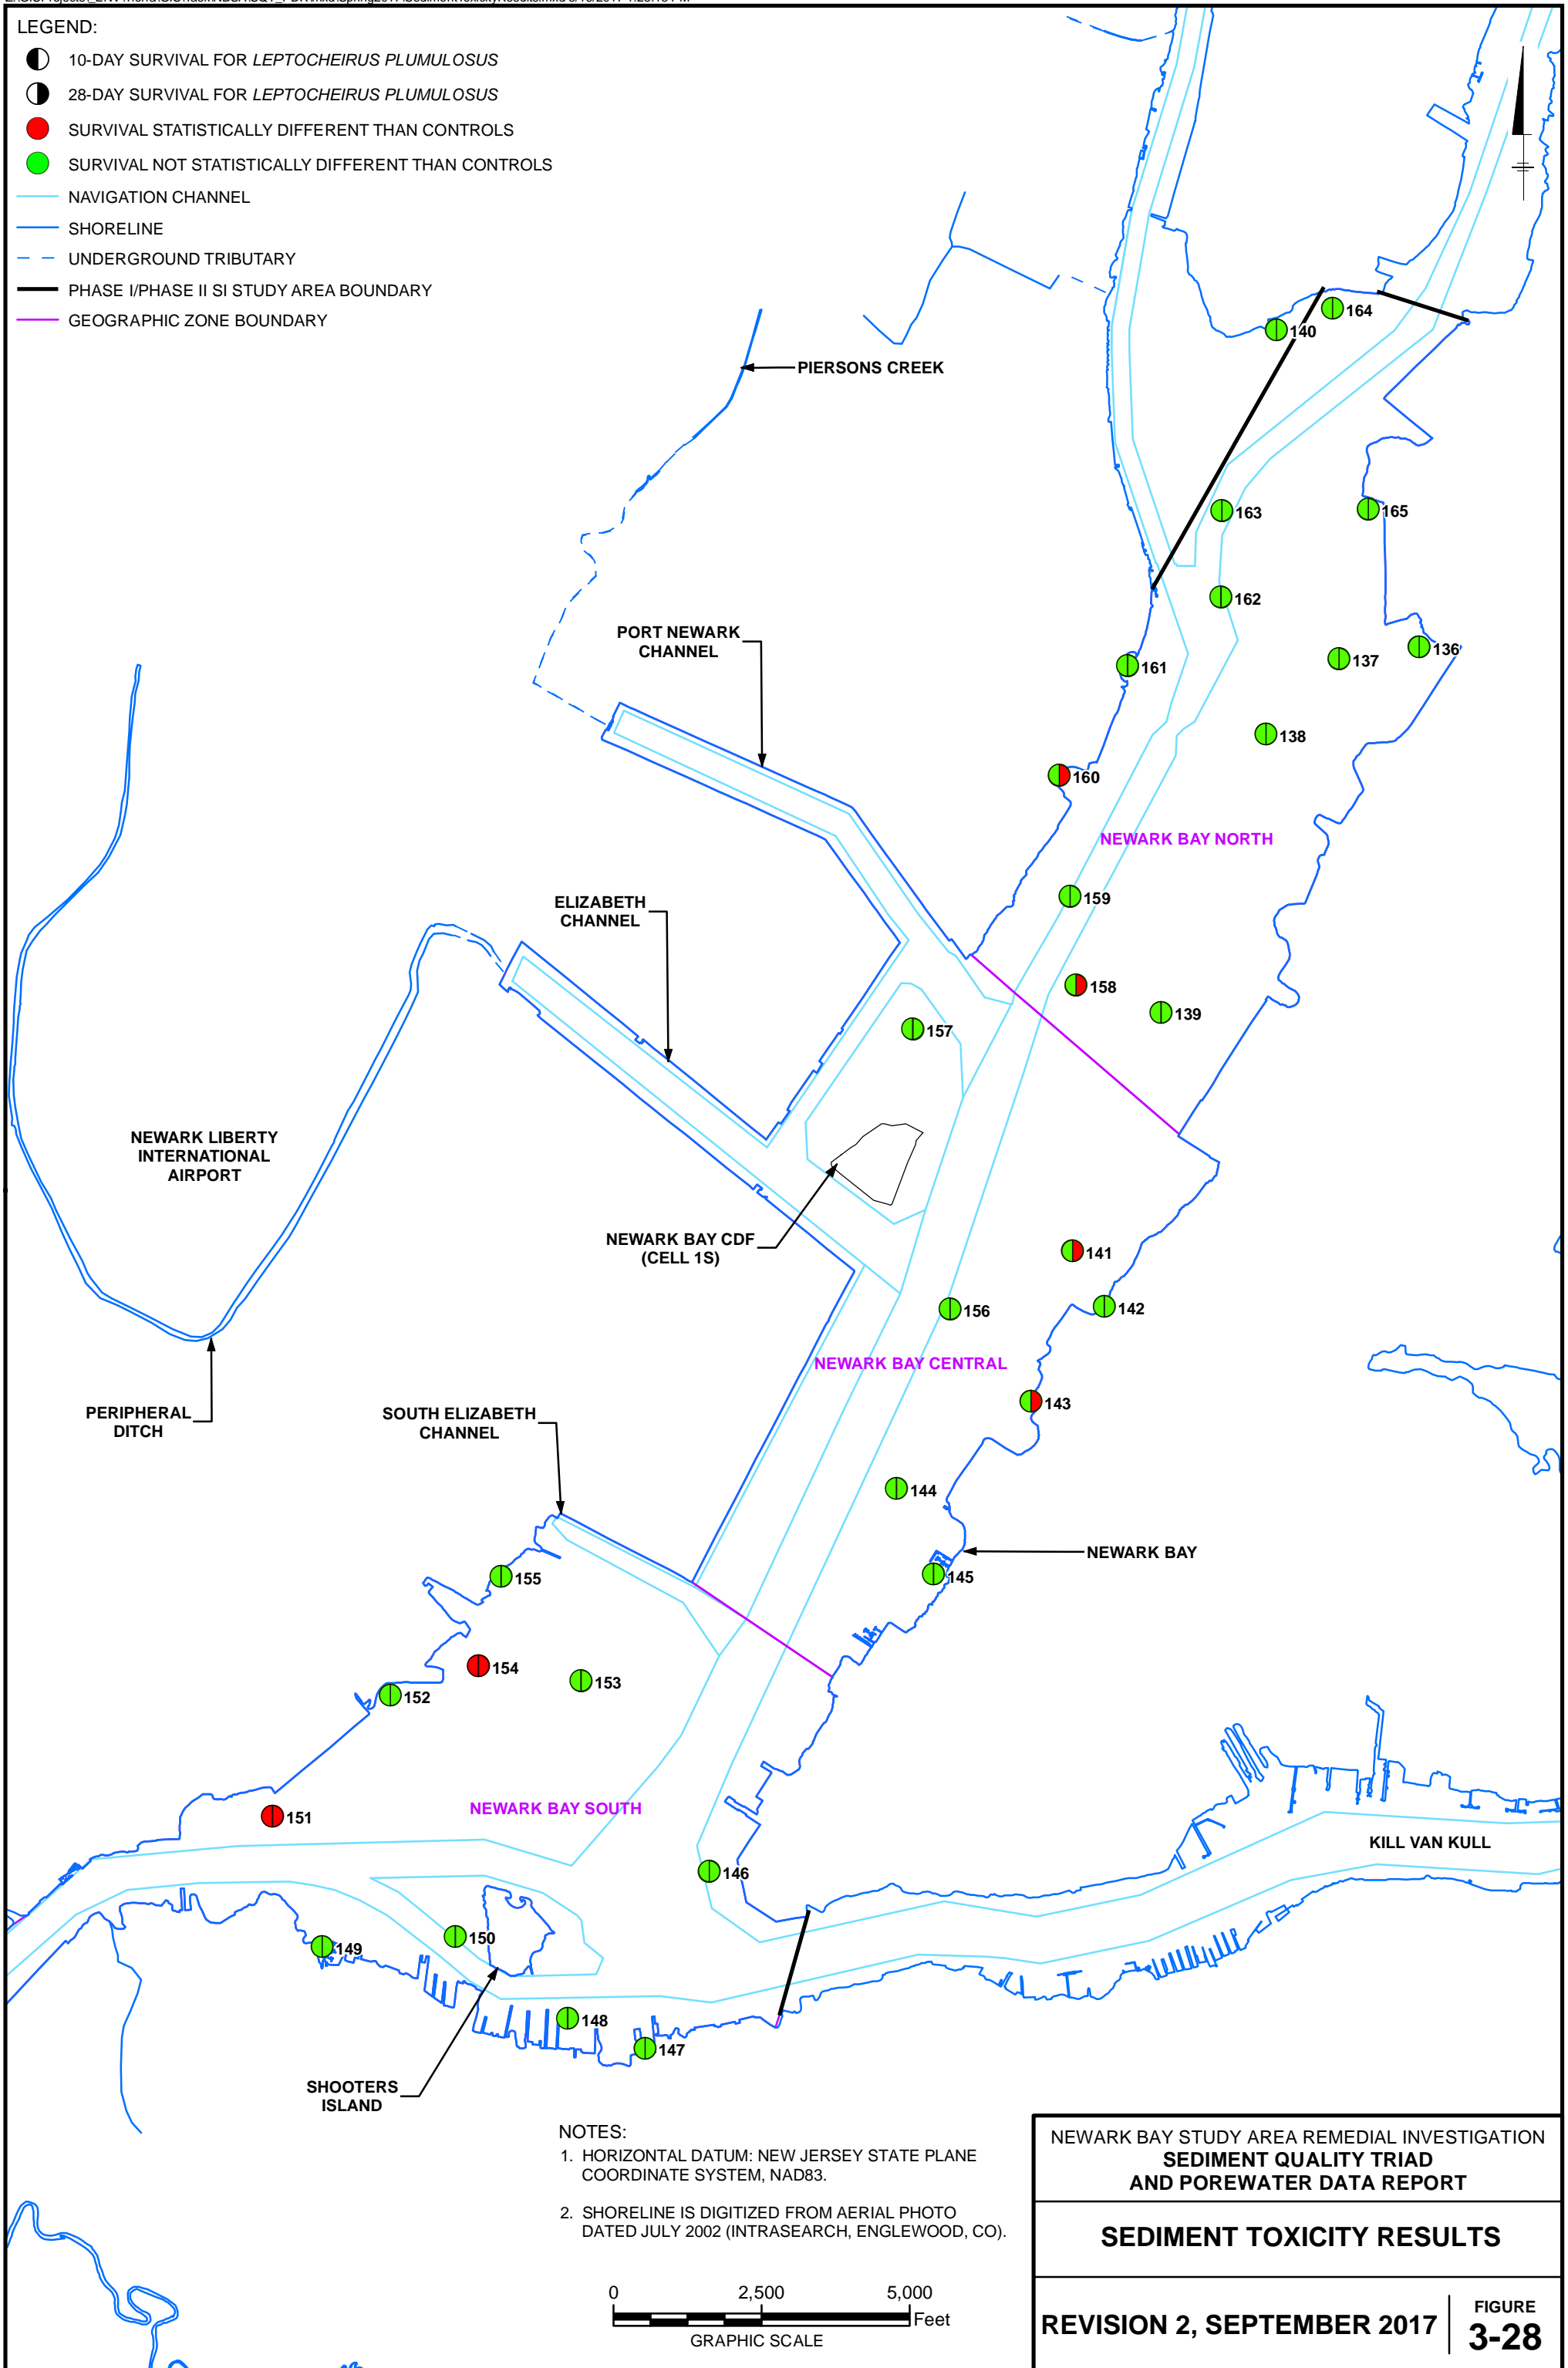 LEGEND:
10-DAY SURVIVAL FOR LEPTOCHEIRUS PLUMULOSUS
28-DAY SURVIVAL FOR LEPTOCHEIRUS PLUMULOSUS
SURVIVAL STATISTICALLY DIFFERENT THAN CONTROLS
SURVIVAL NOT STATISTICALLY DIFFERENT THAN CONTROLS
NAVIGATION CHANNEL
SHORELINE
UNDERGROUND TRIBUTARY
PHASE I/PHASE II SI STUDY AREA BOUNDARY
GEOGRAPHIC ZONE BOUNDARY
164
140
PIERSONS CREEK
163
165
162
PORT NEWARK
CHANNEL
136
137
161
138
160
NEWARK BAY NORTH
159
ELIZABETH
CHANNEL
158
139
157
NEWARK LIBERTY
INTERNATIONAL
AIRPORT
NEWARK BAY CDF
(CELL 1S)
141
142
156
NEWARK BAY CENTRAL
143
PERIPHERAL
DITCH
SOUTH ELIZABETH
CHANNEL
144
NEWARK BAY
145
155
154
153
152
NEWARK BAY SOUTH
151
KILL VAN KULL
146
150
149
148
147
SHOOTERS
ISLAND
NOTES:
1. HORIZONTAL DATUM: NEW JERSEY STATE PLANE
COORDINATE SYSTEM, NAD83.
2. SHORELINE IS DIGITIZED FROM AERIAL PHOTO
DATED JULY 2002 (INTRASEARCH, ENGLEWOOD, CO).
0 2,500 5,000
Feet
GRAPHIC SCALE
NEWARK BAY STUDY AREA REMEDIAL INVESTIGATION
SEDIMENT QUALITY TRIAD
AND POREWATER DATA REPORT
SEDIMENT TOXICITY RESULTS
REVISION 2, SEPTEMBER 2017
FIGURE
3-28